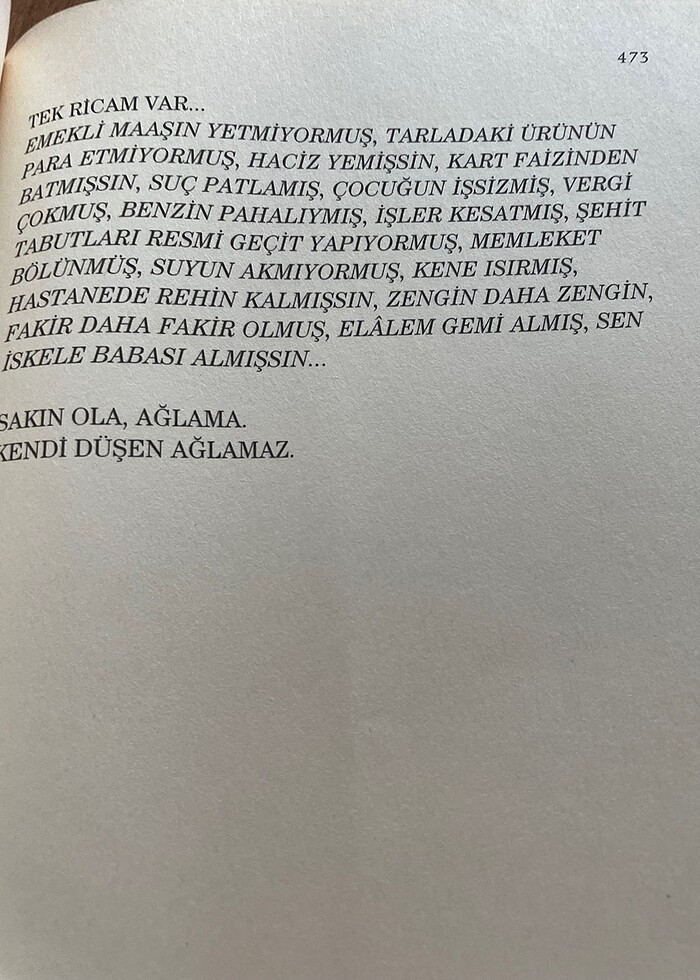 473
TEK RİCAM VAR...
EMEKLİ MAAŞIN YETMİYORMUŞ, TARLADAKİ ÜRÜNÜN
PARA ETMİYORMUŞ, HACİZ YEMİŞSİN, KART FAİZİNDEN
BATMIŞSIN, SUÇ PATLAMIŞ, ÇOCUĞUN İŞSİZMİŞ, VERGİ
ÇOKMUŞ, BENZİN PAHALIYMIŞ, İŞLER KESATMIŞ, ŞEHİT
TABUTLARI RESMİ GEÇİT YAPIYORMUŞ, MEMLEKET
BÖLÜNMÜŞ, SUYUN AKMIYORMUŞ, KENE ISIRMIŞ,
HASTANEDE REHİN KALMIŞSIN, ZENGİN DAHA ZENGİN,
FAKİR DAHA FAKİR OLMUŞ, ELÂLEM GEMİ ALMIŞ, SEN
İSKELE BABASI ALMIŞSIN...
SAKIN OLA, AĞLAMA.
KENDİ DÜŞEN AĞLAMAZ.